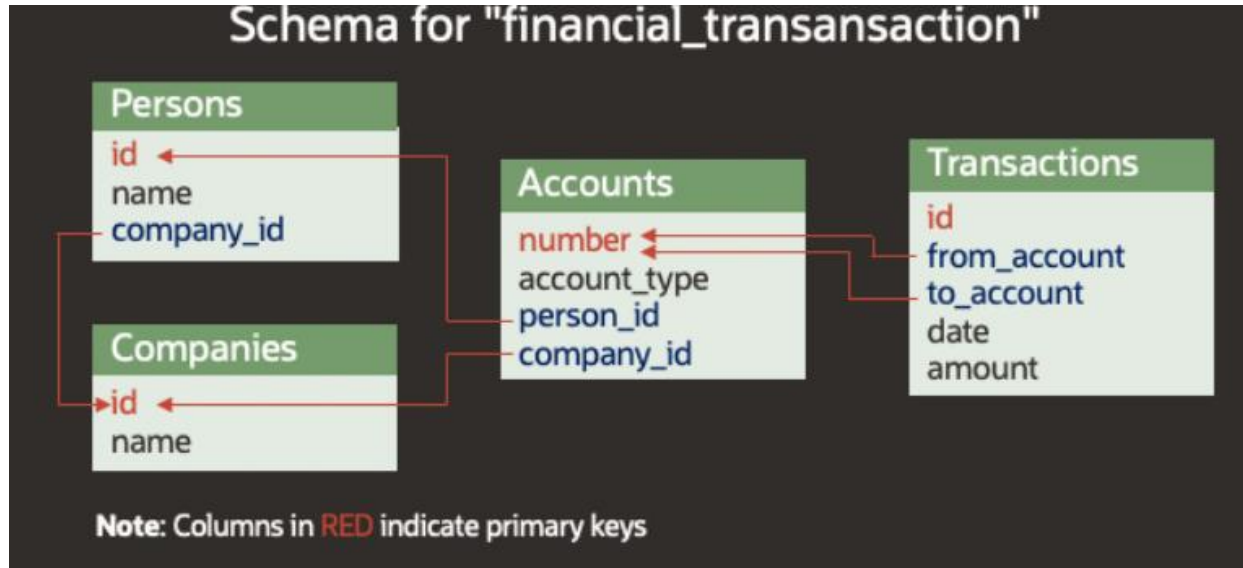 Schema for "financial_transansaction"
Persons
id
name
company_id
Companies
id
name
Accounts
number
account_type
person_id
company_id
Transactions
id
from_account
to_account
date
amount
Note: Columns in RED indicate primary keys